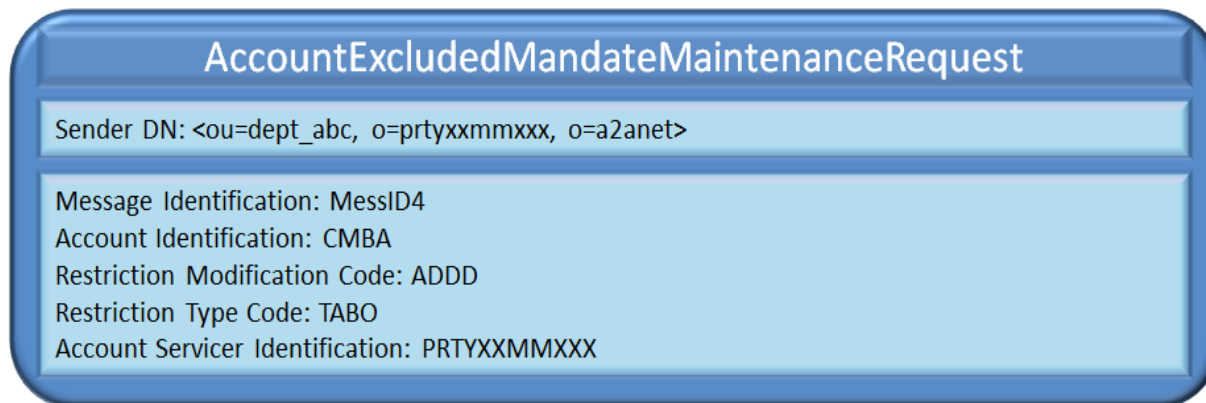 AccountExcludedMandateMaintenanceRequest
Sender DN: <ou=dept_abc, o=prtyxxmmxxx, o=a2anet>
Message Identification: MessID4
Account Identification: CMBA
Restriction Modification Code: ADDD
Restriction Type Code: TABO
Account Servicer Identification: PRTYXXMMXXX